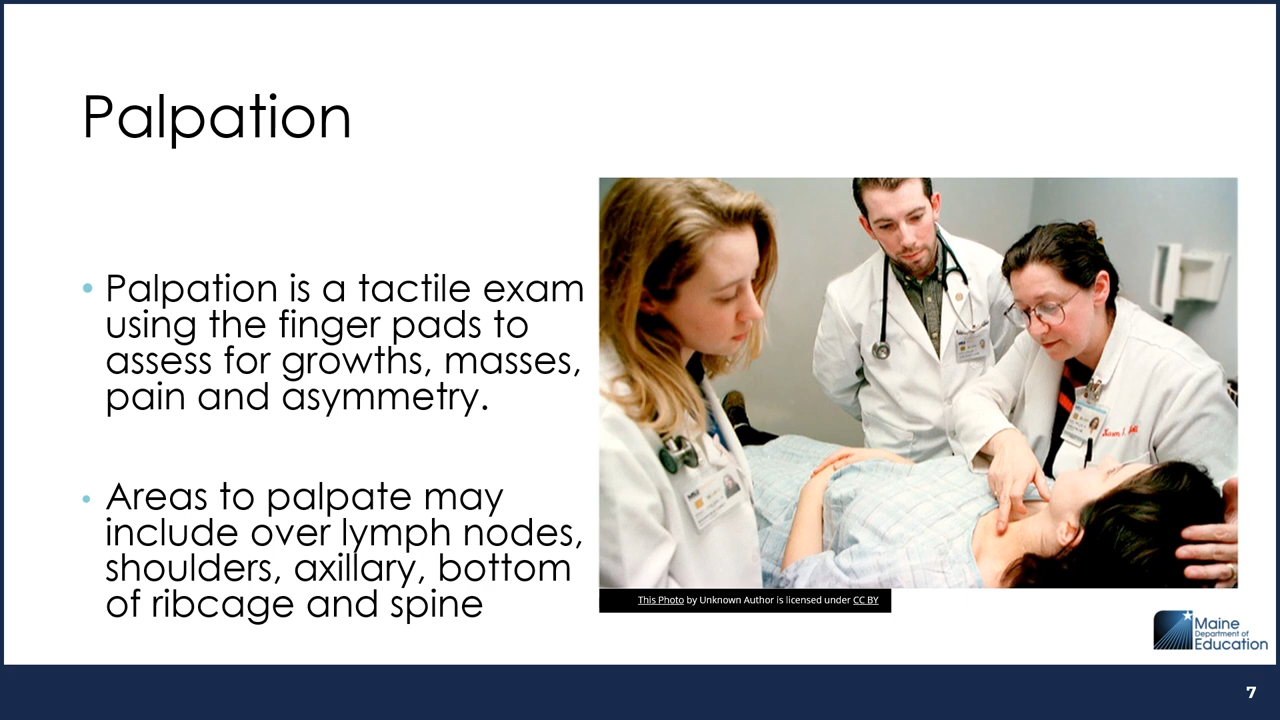 Palpation
• Palpation is a tactile exam
using the finger pads to
assess for growths, masses,
pain and asymmetry.
• Areas to palpate may
include over lymph nodes,
shoulders, axillary, bottom
of ribcage and spine
This Photo by Unknown Author is licensed under CC BY
Maine
Department of
Education
7